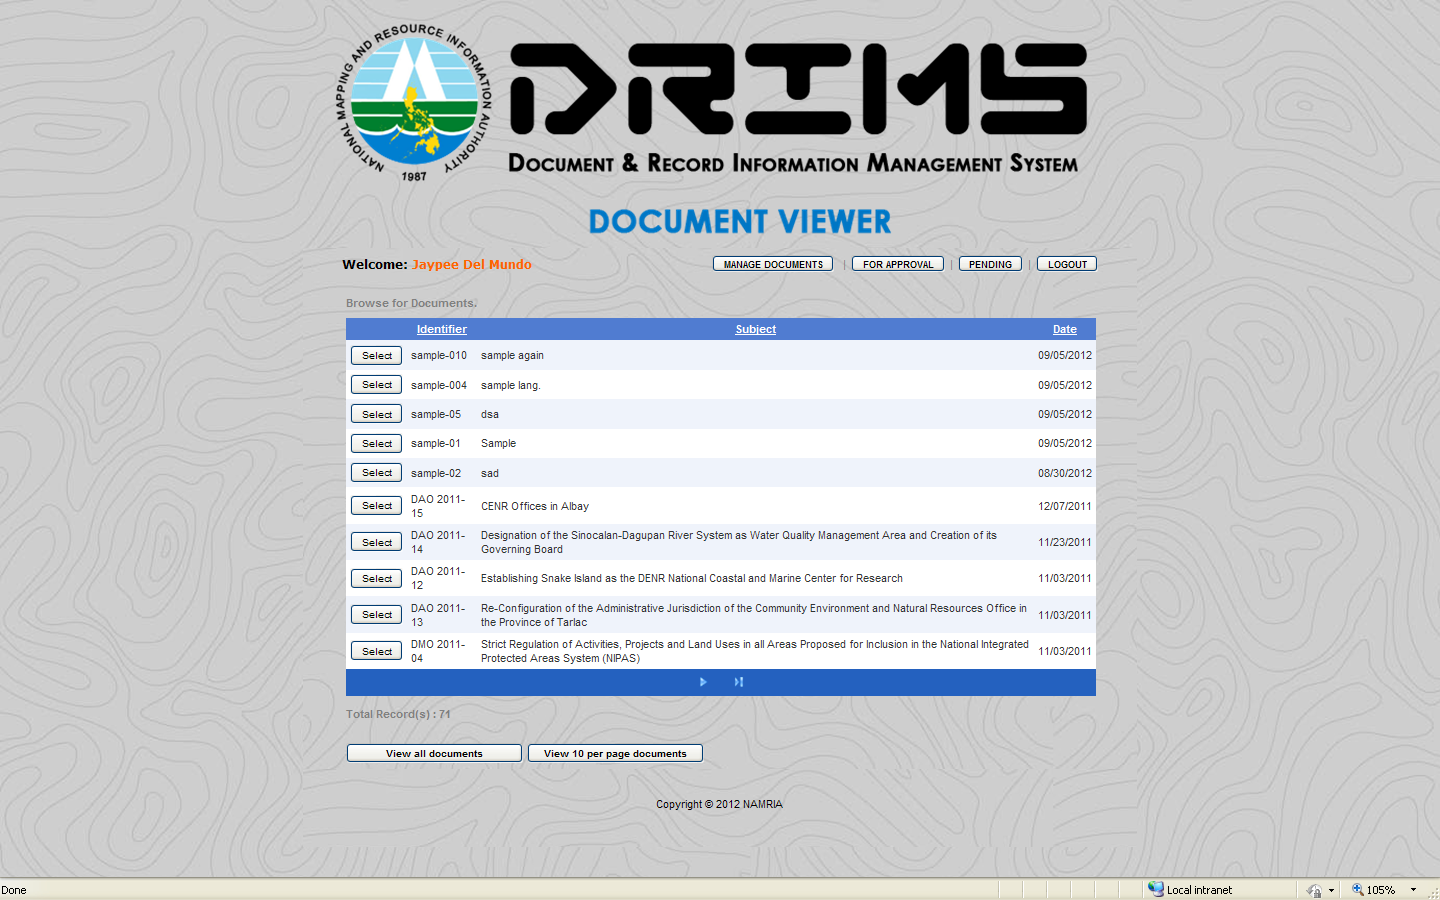 NATIONAL MAPPING AND RESOURCE INFORMATION AUTHORITY
1987
DRIMS
DOCUMENT & RECORD INFORMATION MANAGEMENT SYSTEM
DOCUMENT VIEWER
Welcome: Jaypee Del Mundo
MANAGE DOCUMENTS | FOR APPROVAL | PENDING | LOGOUT
Browse for Documents.
Identifier Subject Date
Select sample-010 sample again 09/05/2012
Select sample-004 sample lang. 09/05/2012
Select sample-05 dsa 09/05/2012
Select sample-01 Sample 09/05/2012
Select sample-02 sad 08/30/2012
Select DAO 2011-
15 CENR Offices in Albay 12/07/2011
Select DAO 2011-
14 Designation of the Sinocalan-Dagupan River System as Water Quality Management Area and Creation of its
Governing Board 11/23/2011
Select DAO 2011-
12 Establishing Snake Island as the DENR National Coastal and Marine Center for Research 11/03/2011
Select DAO 2011-
13 Re-Configuration of the Administrative Jurisdiction of the Community Environment and Natural Resources Office in
the Province of Tarlac 11/03/2011
Select DMO 2011-
04 Strict Regulation of Activities, Projects and Land Uses in all Areas Proposed for Inclusion in the National Integrated
Protected Areas System (NIPAS) 11/03/2011
Total Record(s) : 71
View all documents View 10 per page documents
Copyright © 2012 NAMRIA
Done Local intranet 105%